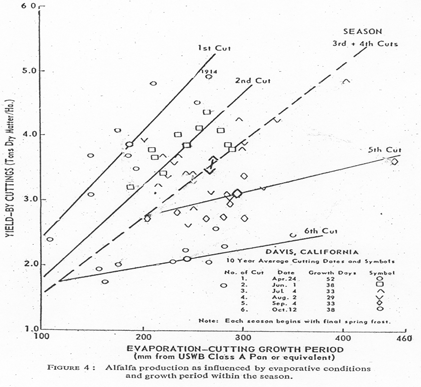 6.0
5.0
4.0
3.0
2.0
1.0
YIELD-BY CUTTINGS (Tons Dry Matter/Ha.)
1st Cut
1914
2nd Cut
SEASON
3rd + 4th Cuts
5th Cut
6th Cut
DAVIS, CALIFORNIA
10 Year Average Cutting Dates and Symbols
No. of Cut Date Growth Days Symbol
1. Apr.24 52
2. Jun. 1 38
3. Jul. 4 33
4. Aug. 2 29
5. Sep. 4 33
6. Oct.12 38
Note: Each season begins with final spring frost.
100 200 300 400 460
EVAPORATION-CUTTING GROWTH PERIOD
(mm from USWB Class A Pan or equivalent)
FIGURE 4 : Alfalfa production as influenced by evaporative conditions
and growth period within the season.